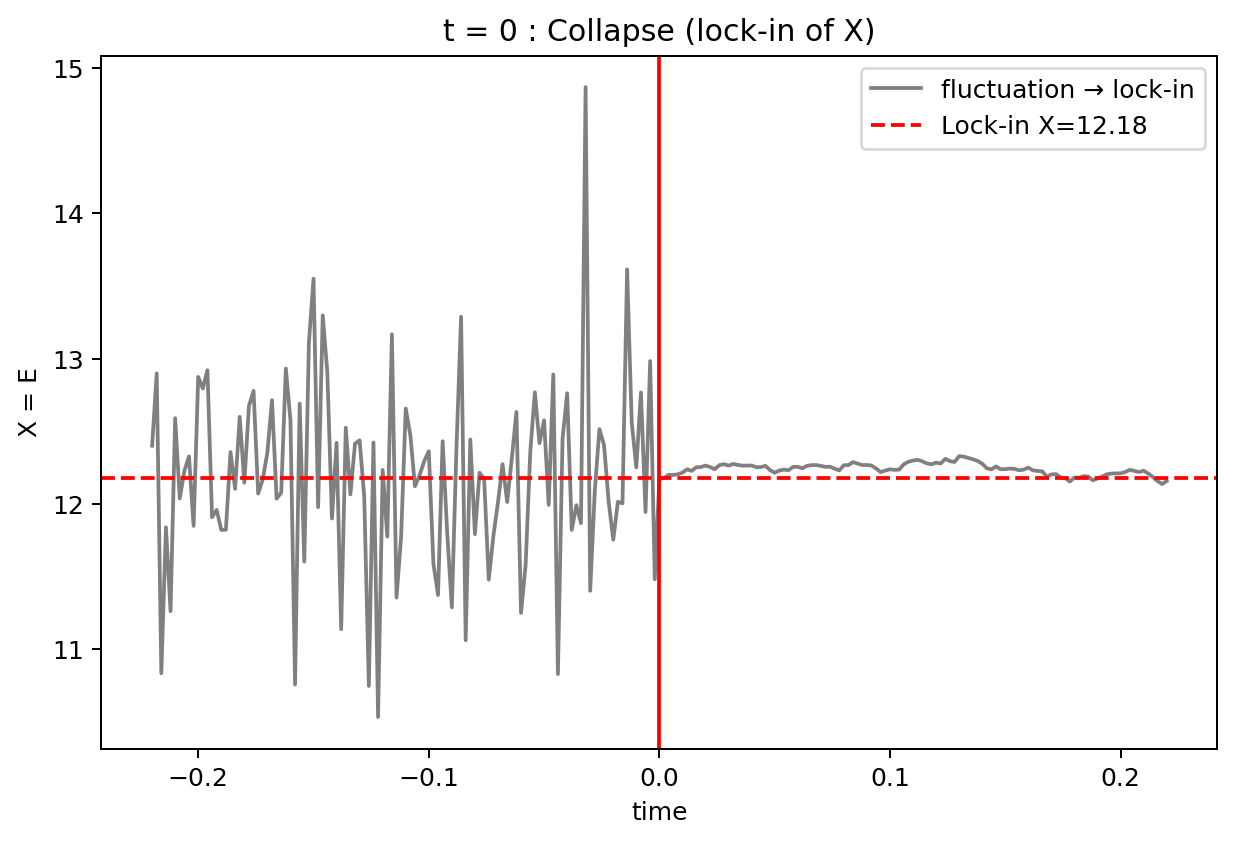 t = 0 : Collapse (lock-in of X)
fluctuation → lock-in
Lock-in X=12.18
X = E
15
14
13
12
11
−0.2
−0.1
0.0
0.1
0.2
time